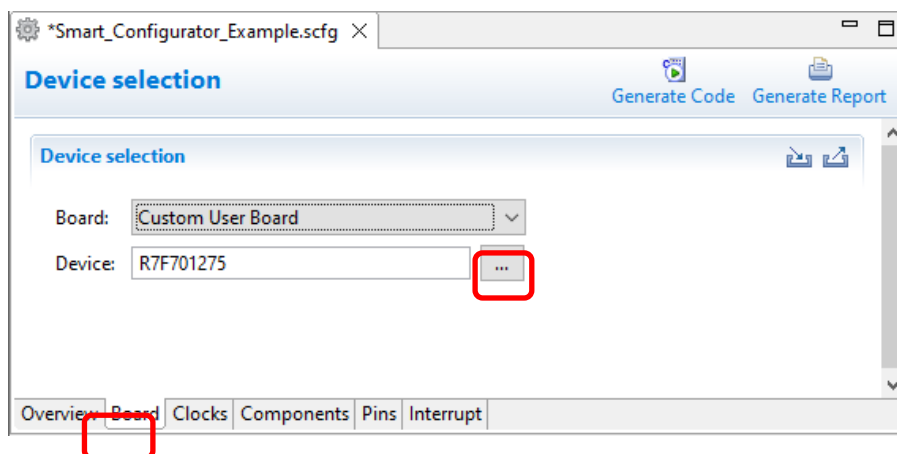 *Smart_Configurator_Example.scfg
Device selection
Generate Code Generate Report
Device selection
Board: Custom User Board
Device: R7F701275 ...
Overview Board Clocks Components Pins Interrupt